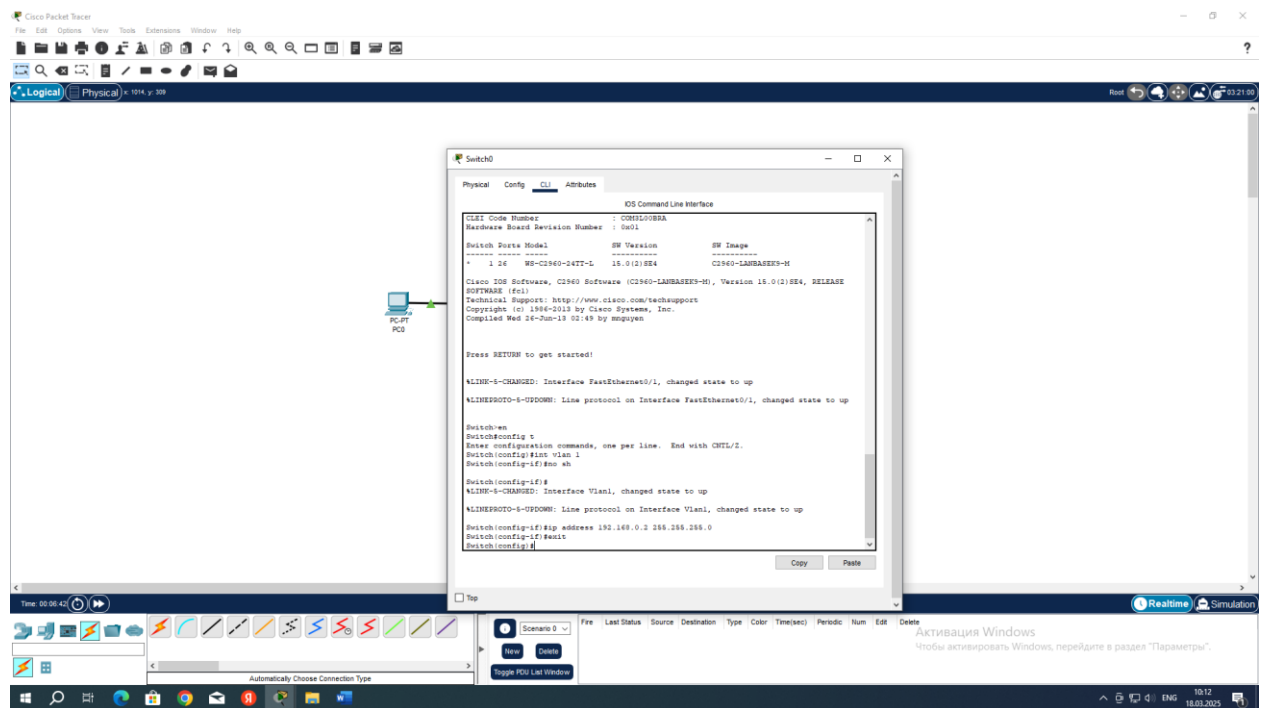 Cisco Packet Tracer
File Edit Options View Tools Extensions Window Help
?
Logical Physical x: 1014, y: 309 Root 03:21:00
PC-PT
PC0
Switch0
Physical Config CLI Attributes
IOS Command Line Interface
CLEI Code Number : COM3L00BRA
Hardware Board Revision Number : 0x01
Switch Ports Model SW Version SW Image
------ ----- ----- ---------- ----------
* 1 26 WS-C2960-24TT-L 15.0(2)SE4 C2960-LANBASEK9-M
Cisco IOS Software, C2960 Software (C2960-LANBASEK9-M), Version 15.0(2)SE4, RELEASE
SOFTWARE (fc1)
Technical Support: http://www.cisco.com/techsupport
Copyright (c) 1986-2013 by Cisco Systems, Inc.
Compiled Wed 26-Jun-13 02:49 by mnguyen
Press RETURN to get started!
%LINK-5-CHANGED: Interface FastEthernet0/1, changed state to up
%LINEPROTO-5-UPDOWN: Line protocol on Interface FastEthernet0/1, changed state to up
Switch>en
Switch#config t
Enter configuration commands, one per line. End with CNTL/Z.
Switch(config)#int vlan 1
Switch(config-if)#no sh
Switch(config-if)#
%LINK-5-CHANGED: Interface Vlan1, changed state to up
%LINEPROTO-5-UPDOWN: Line protocol on Interface Vlan1, changed state to up
Switch(config-if)#ip address 192.168.0.2 255.255.255.0
Switch(config-if)#exit
Switch(config)#
Copy Paste
Top
Time: 00:06:42 Realtime Simulation
Scenario 0
New Delete
Toggle PDU List Window
Fire Last Status Source Destination Type Color Time(sec) Periodic Num Edit Delete
Активация Windows
Чтобы активировать Windows, перейдите в раздел "Параметры".
Automatically Choose Connection Type
ENG 10:12
18.03.2025